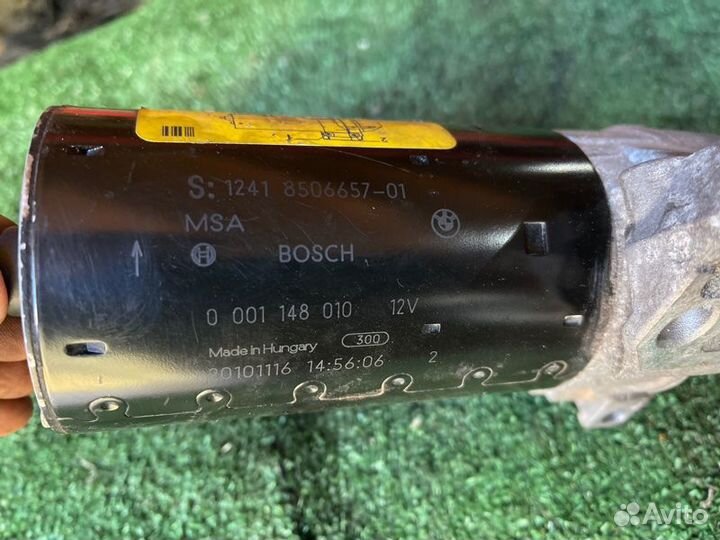 S: 1241 8506657-01
MSA
BOSCH
0 001 148 010 12V
Made in Hungary 300
20101116 14:56:06 2
Avito